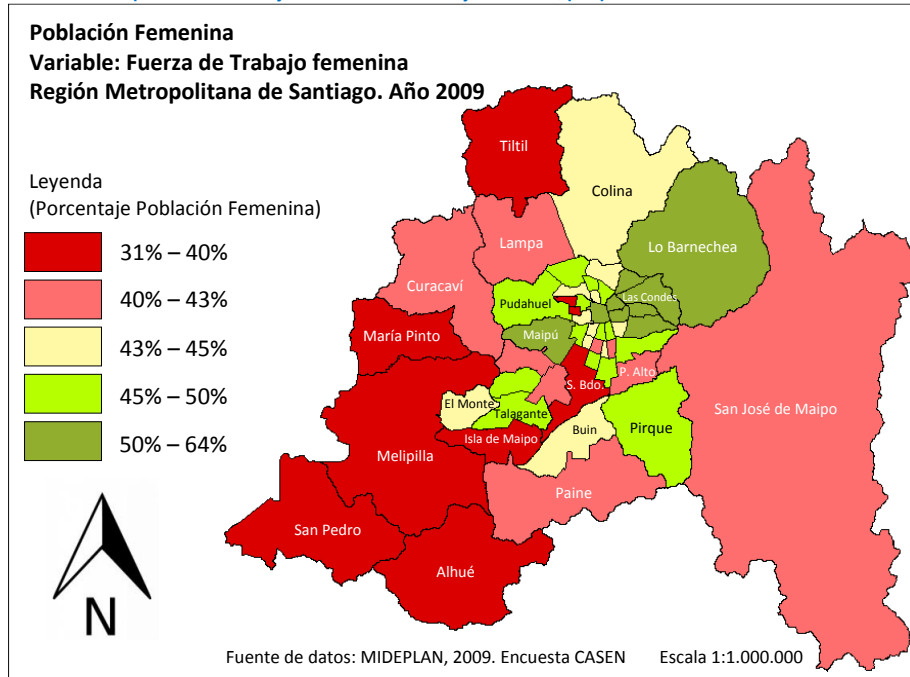 Población Femenina
Variable: Fuerza de Trabajo femenina
Región Metropolitana de Santiago. Año 2009
Leyenda
(Porcentaje Población Femenina)
31% – 40%
40% – 43%
43% – 45%
45% – 50%
50% – 64%
Tiltil
Colina
Lampa
Lo Barnechea
Curacaví
Las Condes
Pudahuel
María Pinto
Maipú
P. Alto
S. Bdo.
El Monte
Talagante
San José de Maipo
Buin
Pirque
Isla de Maipo
Melipilla
Paine
San Pedro
Alhué
N
Fuente de datos: MIDEPLAN, 2009. Encuesta CASEN Escala 1:1.000.000